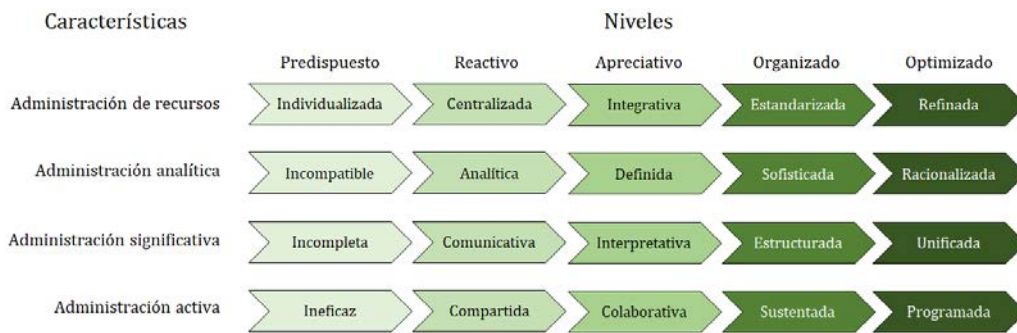 Características Niveles
Predispuesto Reactivo Apreciativo Organizado Optimizado
Administración de recursos Individualizada Centralizada Integrativa Estandarizada Refinada
Administración analítica Incompatible Analítica Definida Sofisticada Racionalizada
Administración significativa Incompleta Comunicativa Interpretativa Estructurada Unificada
Administración activa Ineficaz Compartida Colaborativa Sustentada Programada